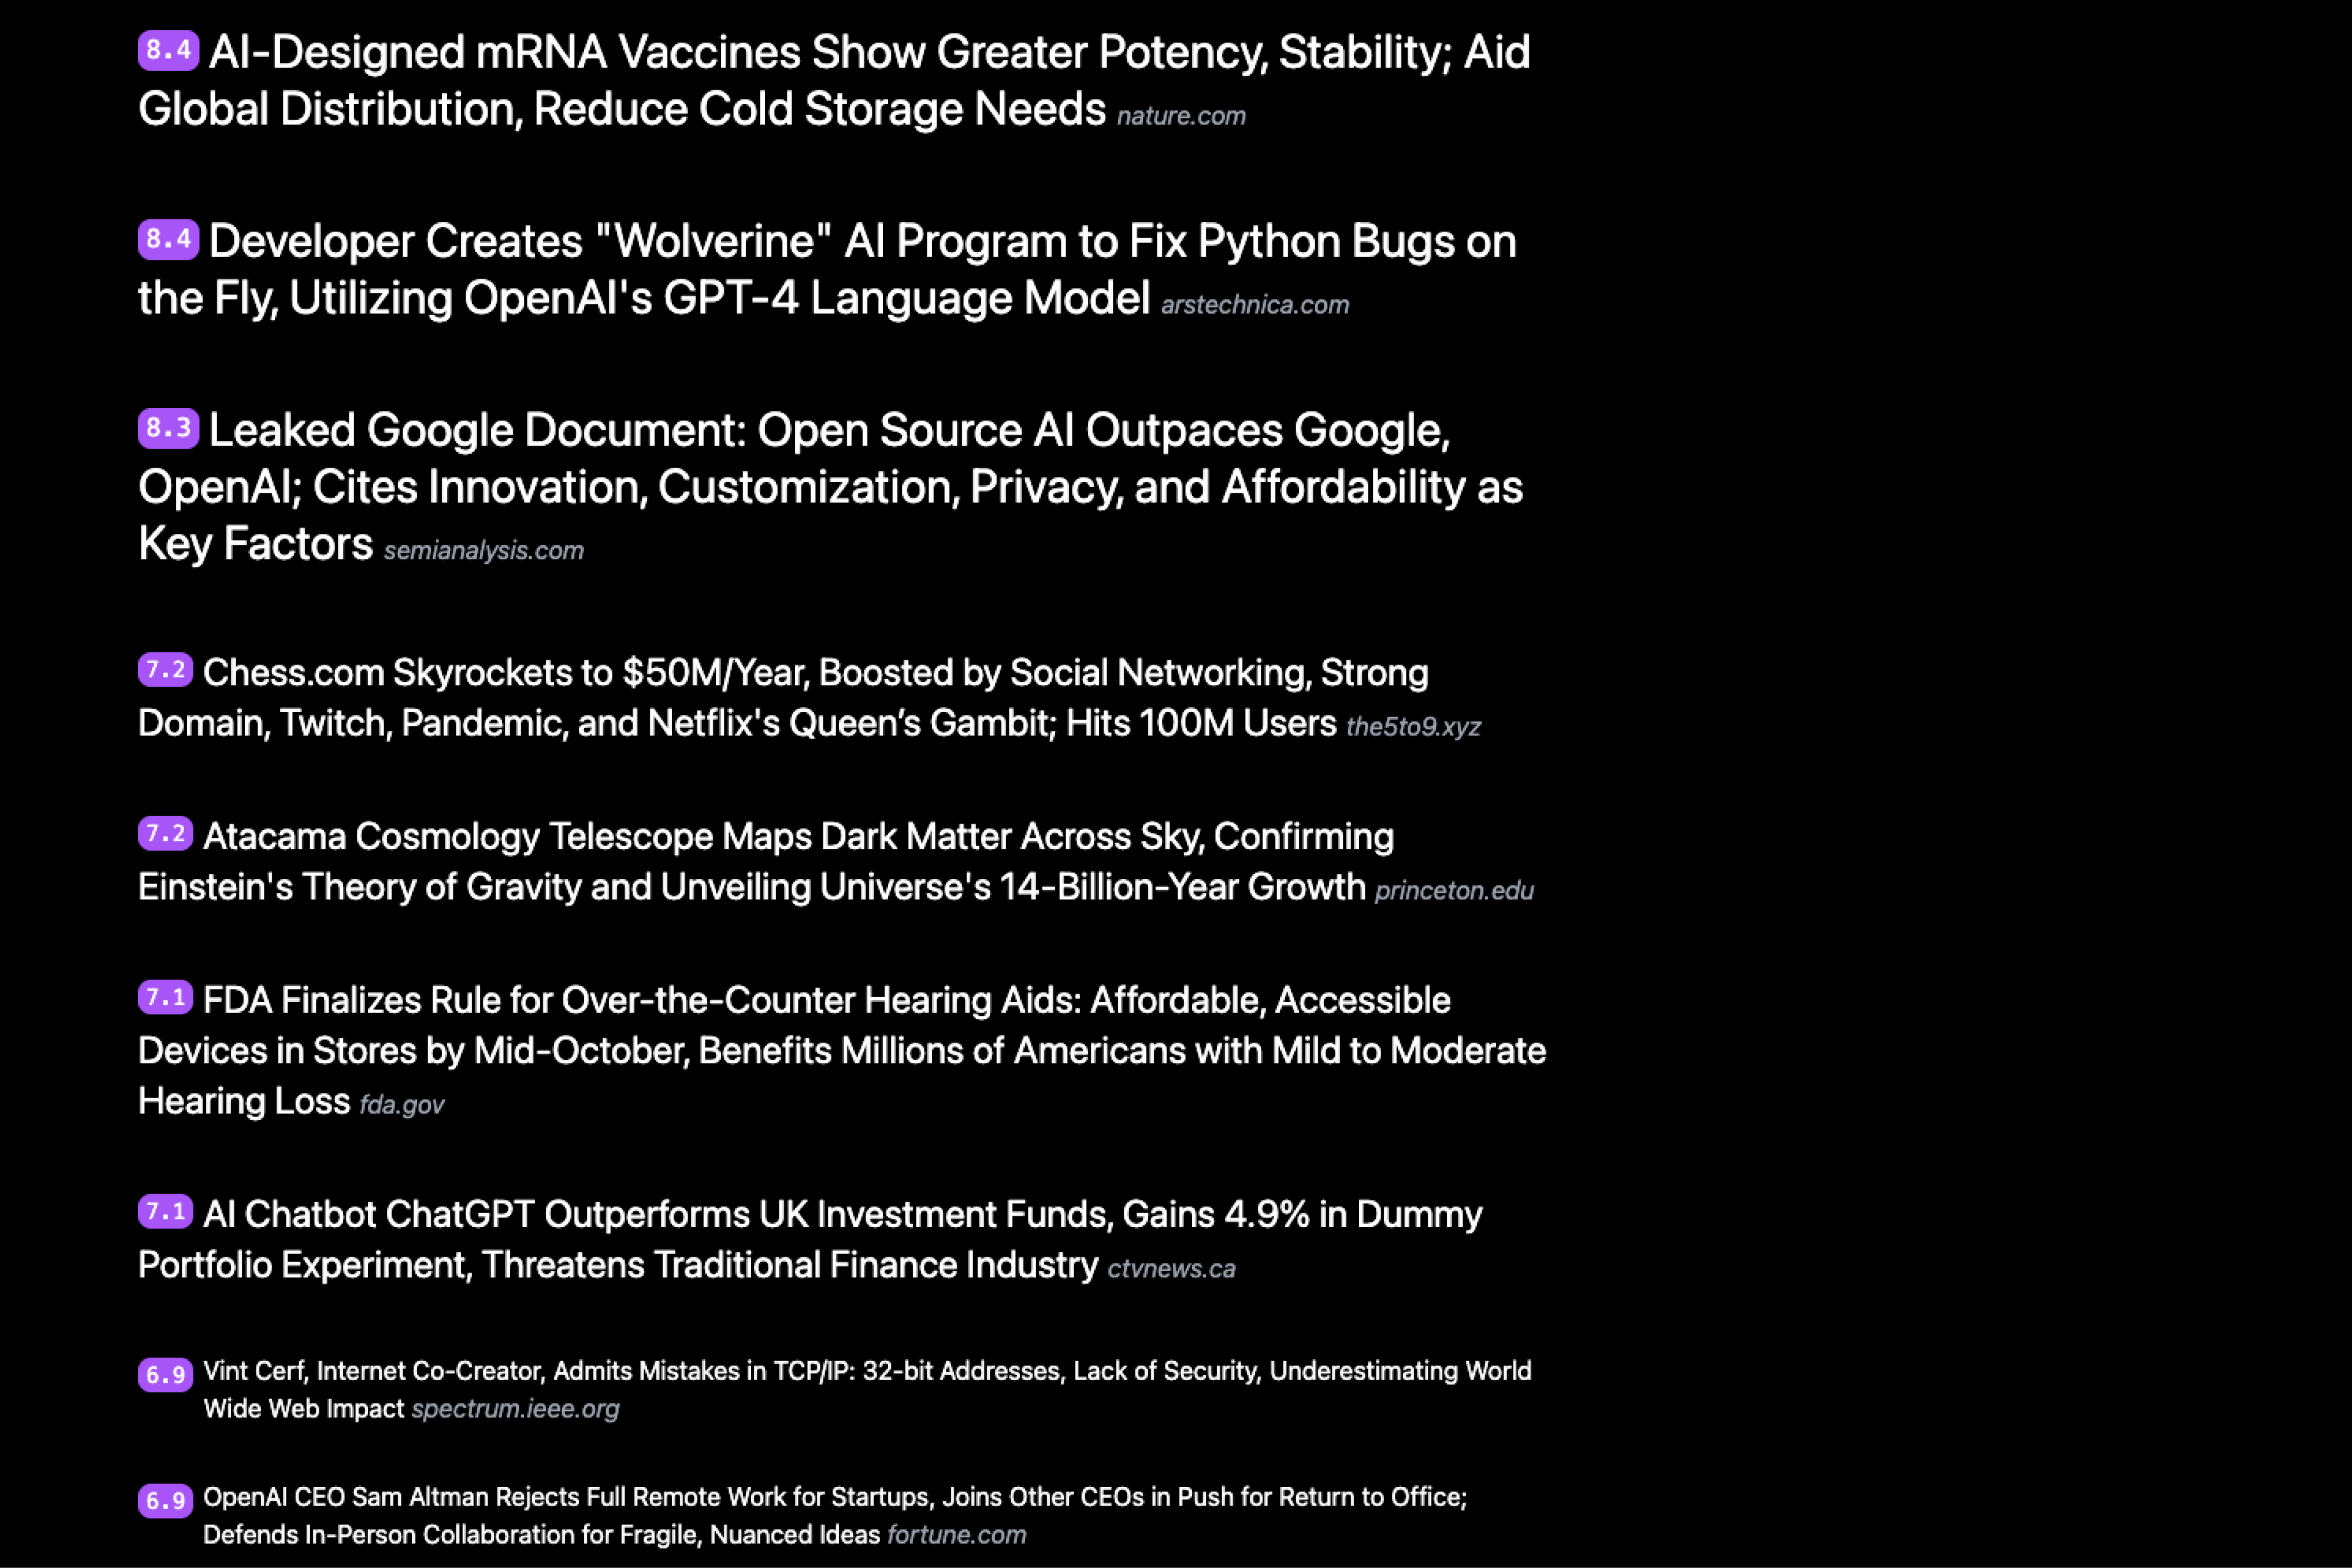 8.4 AI-Designed mRNA Vaccines Show Greater Potency, Stability; Aid
Global Distribution, Reduce Cold Storage Needs nature.com
8.4 Developer Creates "Wolverine" AI Program to Fix Python Bugs on
the Fly, Utilizing OpenAI's GPT-4 Language Model arstechnica.com
8.3 Leaked Google Document: Open Source AI Outpaces Google,
OpenAI; Cites Innovation, Customization, Privacy, and Affordability as
Key Factors semianalysis.com
7.2 Chess.com Skyrockets to $50M/Year, Boosted by Social Networking, Strong
Domain, Twitch, Pandemic, and Netflix's Queen’s Gambit; Hits 100M Users the5to9.xyz
7.2 Atacama Cosmology Telescope Maps Dark Matter Across Sky, Confirming
Einstein's Theory of Gravity and Unveiling Universe's 14-Billion-Year Growth princeton.edu
7.1 FDA Finalizes Rule for Over-the-Counter Hearing Aids: Affordable, Accessible
Devices in Stores by Mid-October, Benefits Millions of Americans with Mild to Moderate
Hearing Loss fda.gov
7.1 AI Chatbot ChatGPT Outperforms UK Investment Funds, Gains 4.9% in Dummy
Portfolio Experiment, Threatens Traditional Finance Industry ctvnews.ca
6.9 Vint Cerf, Internet Co-Creator, Admits Mistakes in TCP/IP: 32-bit Addresses, Lack of Security, Underestimating World
Wide Web Impact spectrum.ieee.org
6.9 OpenAI CEO Sam Altman Rejects Full Remote Work for Startups, Joins Other CEOs in Push for Return to Office;
Defends In-Person Collaboration for Fragile, Nuanced Ideas fortune.com